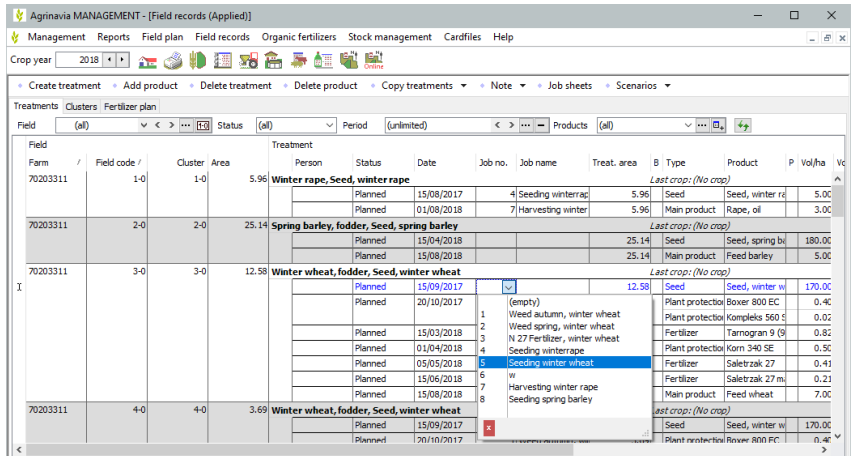 Agrinavia MANAGEMENT - [Field records (Applied)]
Management Reports Field plan Field records Organic fertilizers Stock management Cardfiles Help
Crop year 2018 Online
Create treatment Add product Delete treatment Delete product Copy treatments Note Job sheets Scenarios
Treatments Clusters Fertilizer plan
Field (all) Status (all) Period (unlimited) Products (all)
Field Treatment
Farm / Field code / Cluster Area Person Status Date Job no. Job name Treat. area B Type Product P Vol/ha Vo
70203311 1-0 1-0 5.96 Winter rape, Seed, winter rape Last crop: (No crop)
Planned 15/08/2017 4 Seeding winterrap 5.96 Seed Seed, winter ra 5.00
Planned 01/08/2018 7 Harvesting winter 5.96 Main product Rape, oil 3.00
70203311 2-0 2-0 25.14 Spring barley, fodder, Seed, spring barley Last crop: (No crop)
Planned 15/04/2018 25.14 Seed Seed, spring ba 180.00
Planned 15/08/2018 25.14 Main product Feed barley 5.00
70203311 3-0 3-0 12.58 Winter wheat, fodder, Seed, winter wheat Last crop: (No crop)
Planned 15/09/2017 12.58 Seed Seed, winter w 170.00
Planned 20/10/2017 (empty) Plant protection Boxer 800 EC 0.40
1 Weed autumn, winter wheat Plant protection Kompleks 560 S 0.02
2 Weed spring, winter wheat
Planned 15/03/2018 3 N 27 Fertilizer, winter wheat Fertilizer Tarnogran 9 (9 0.82
Planned 01/04/2018 4 Seeding winterrape Plant protection Korn 340 SE 0.50
Planned 05/05/2018 5 Seeding winter wheat Fertilizer Saletrzak 27 0.41
Planned 15/06/2018 6 w Fertilizer Saletrzak 27 m 0.21
Planned 15/08/2018 7 Harvesting winter rape Main product Feed wheat 7.00
8 Seeding spring barley
70203311 4-0 4-0 3.69 Winter wheat, fodder, Seed, winter wheat ast crop: (No crop)
Planned 15/09/2017 Seed Seed, winter w 170.00
x
Planned 20/10/2017 Plant protection Boxer 800 EC 0.40